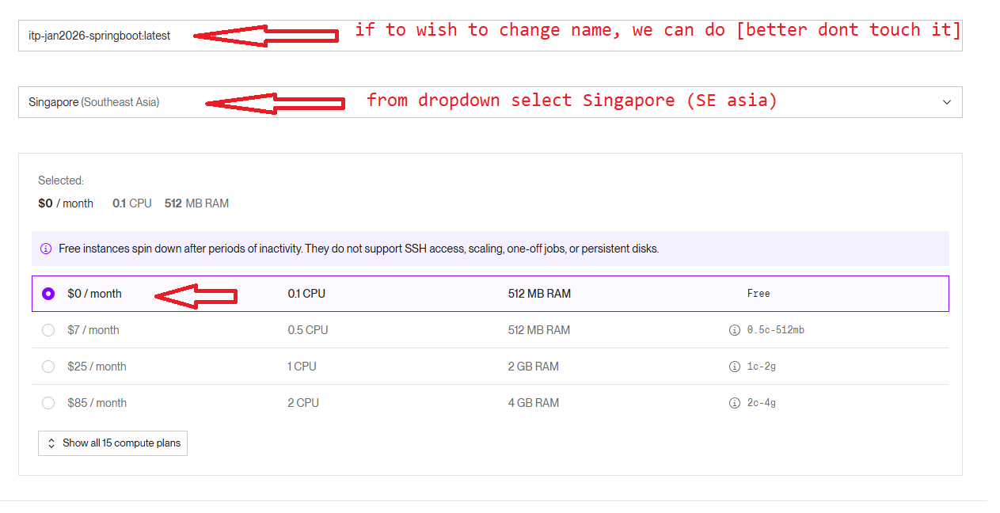 itp-jan2026-springboot:latest if to wish to change name, we can do [better dont touch it]
Singapore (Southeast Asia) from dropdown select Singapore (SE asia)
Selected:
$0 / month 0.1 CPU 512 MB RAM
Free instances spin down after periods of inactivity. They do not support SSH access, scaling, one-off jobs, or persistent disks.
$0 / month 0.1 CPU 512 MB RAM Free
$7 / month 0.5 CPU 512 MB RAM 0.5c-512mb
$25 / month 1 CPU 2 GB RAM 1c-2g
$85 / month 2 CPU 4 GB RAM 2c-4g
Show all 15 compute plans